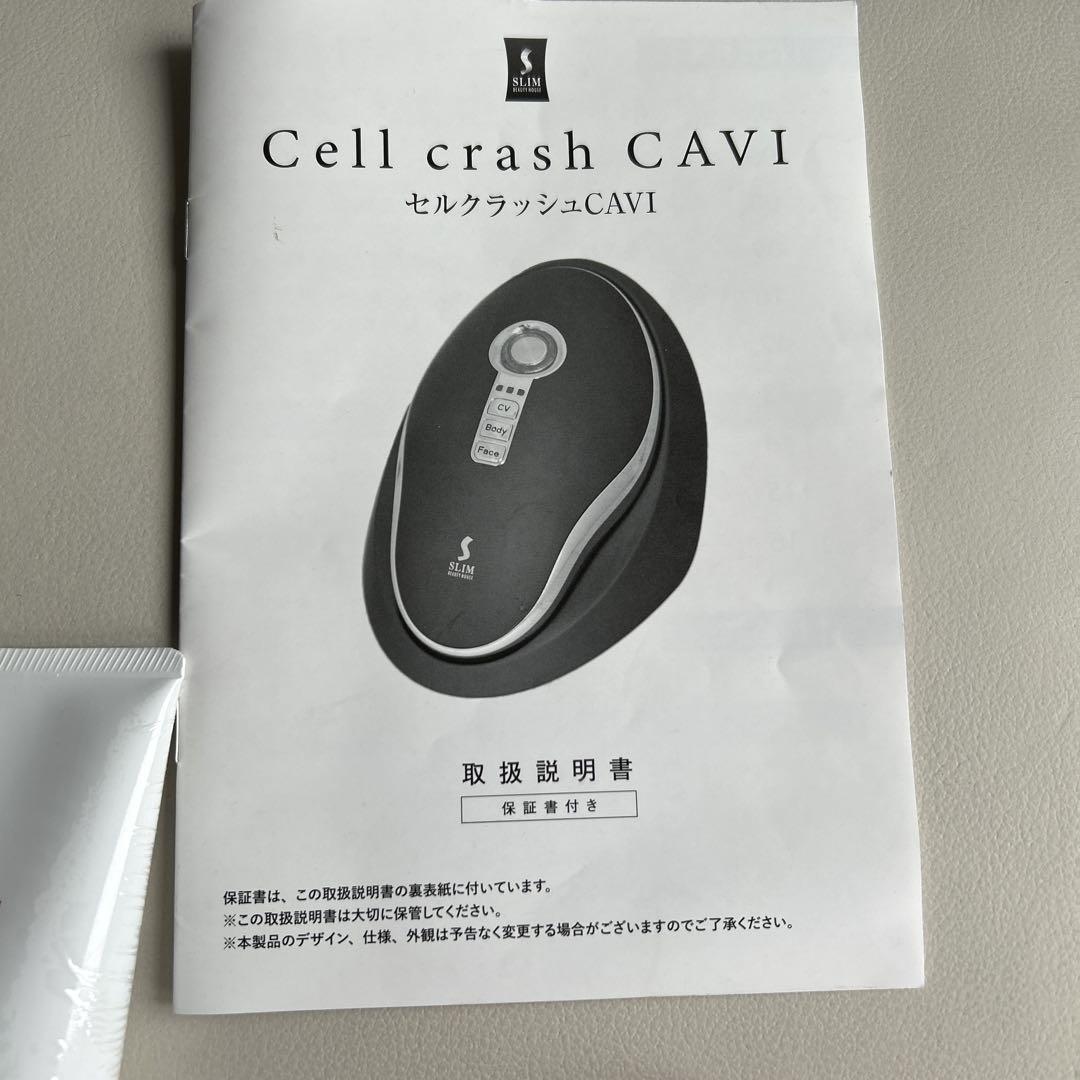 SLIM
BEAUTY HOUSE
Cell crash CAVI
セルクラッシュCAVI
CV
Body
Face
SLIM
BEAUTY HOUSE
取扱説明書
保証書付き
保証書は、この取扱説明書の裏表紙に付いています。
※この取扱説明書は大切に保管してください。
※本製品のデザイン、仕様、外観は予告なく変更する場合がございますのでご了承ください。